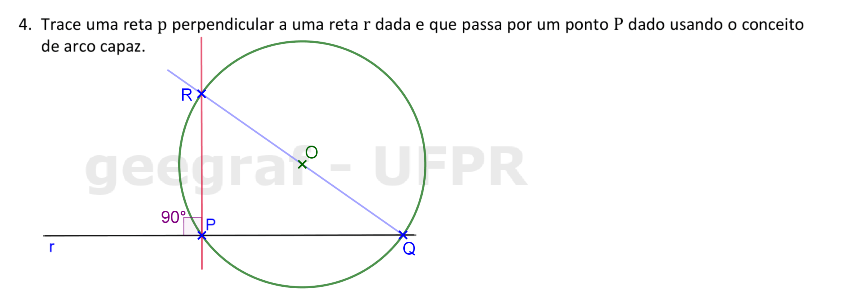 4. Trace uma reta p perpendicular a uma reta r dada e que passa por um ponto P dado usando o conceito
de arco capaz.
R
O
geegraf - UFPR
90°
P
r
Q